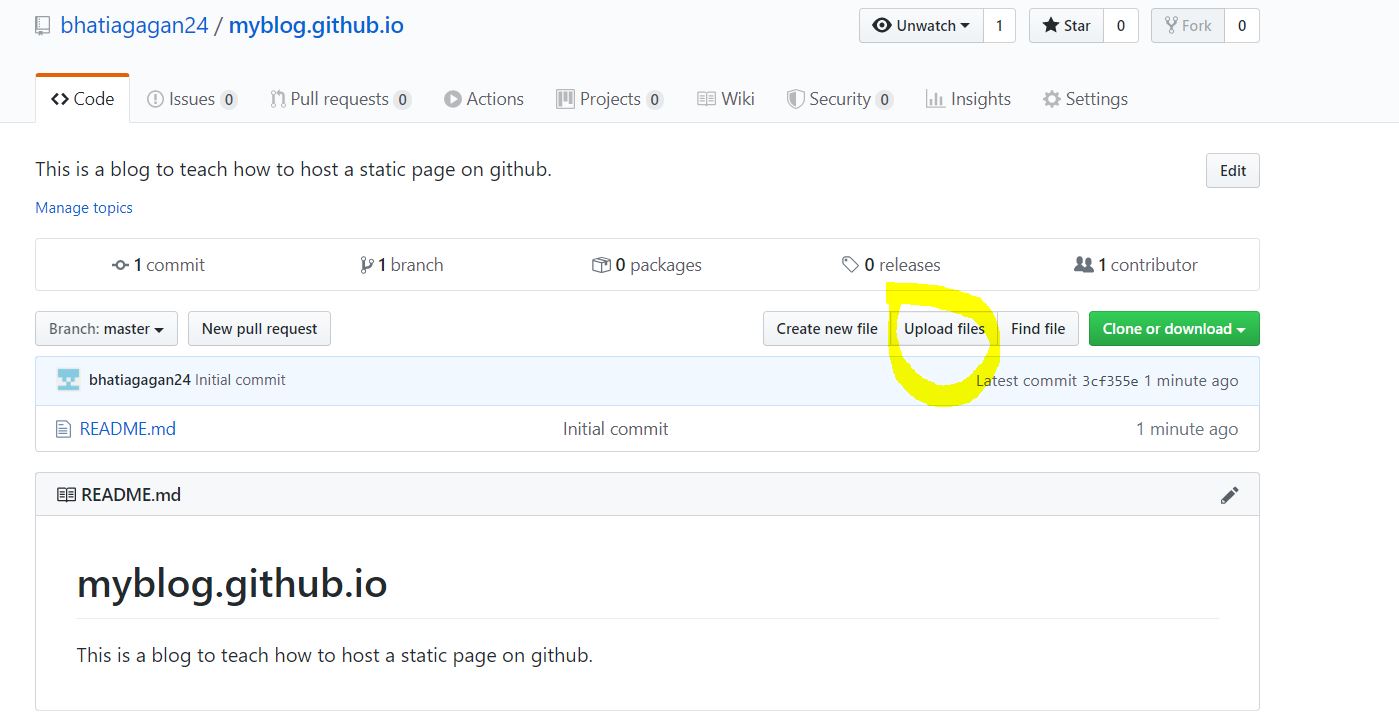 bhatiagagan24 / myblog.github.io Unwatch 1 Star 0 Fork 0
Code Issues 0 Pull requests 0 Actions Projects 0 Wiki Security 0 Insights Settings
This is a blog to teach how to host a static page on github. Edit
Manage topics
1 commit 1 branch 0 packages 0 releases 1 contributor
Branch: master New pull request Create new file Upload files Find file Clone or download
bhatiagagan24 Initial commit Latest commit 3cf355e 1 minute ago
README.md Initial commit 1 minute ago
README.md
myblog.github.io
This is a blog to teach how to host a static page on github.